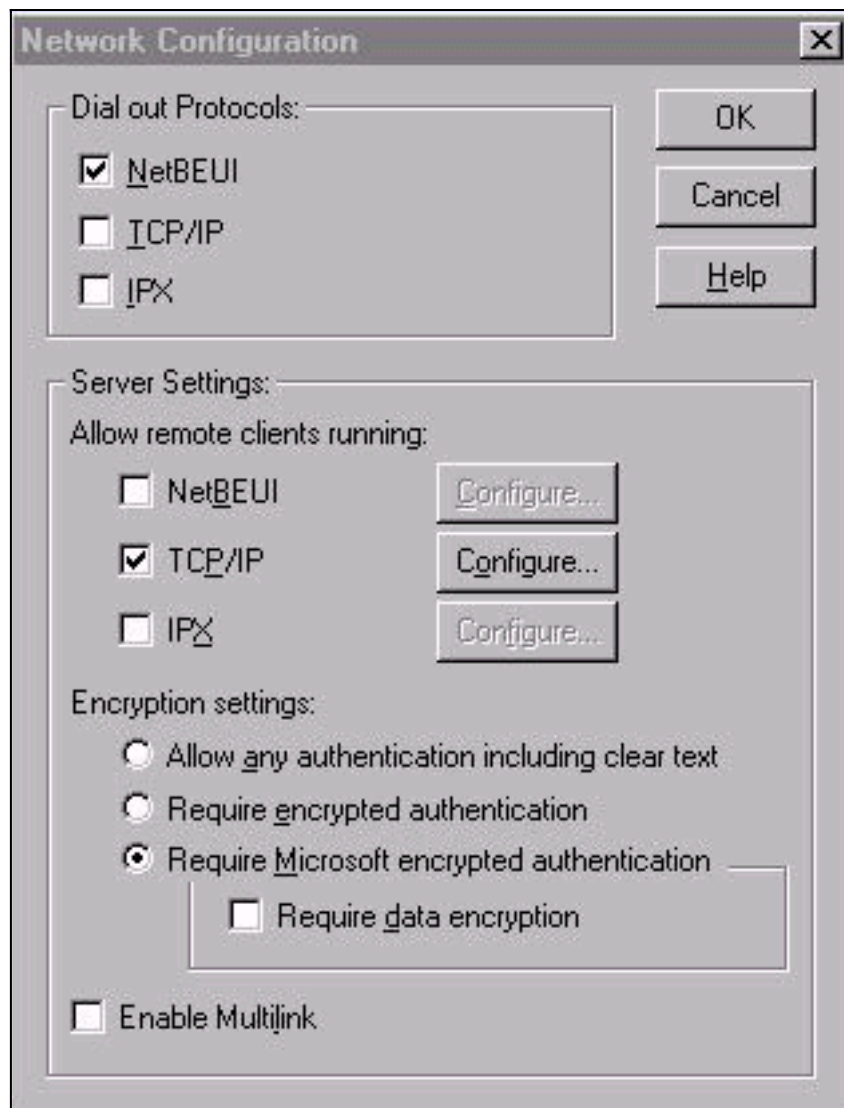 Network Configuration
Dial out Protocols:
OK
NetBEUI
Cancel
TCP/IP
Help
IPX
Server Settings:
Allow remote clients running:
NetBEUI Configure...
TCP/IP Configure...
IPX Configure...
Encryption settings:
Allow any authentication including clear text
Require encrypted authentication
Require Microsoft encrypted authentication
Require data encryption
Enable Multilink